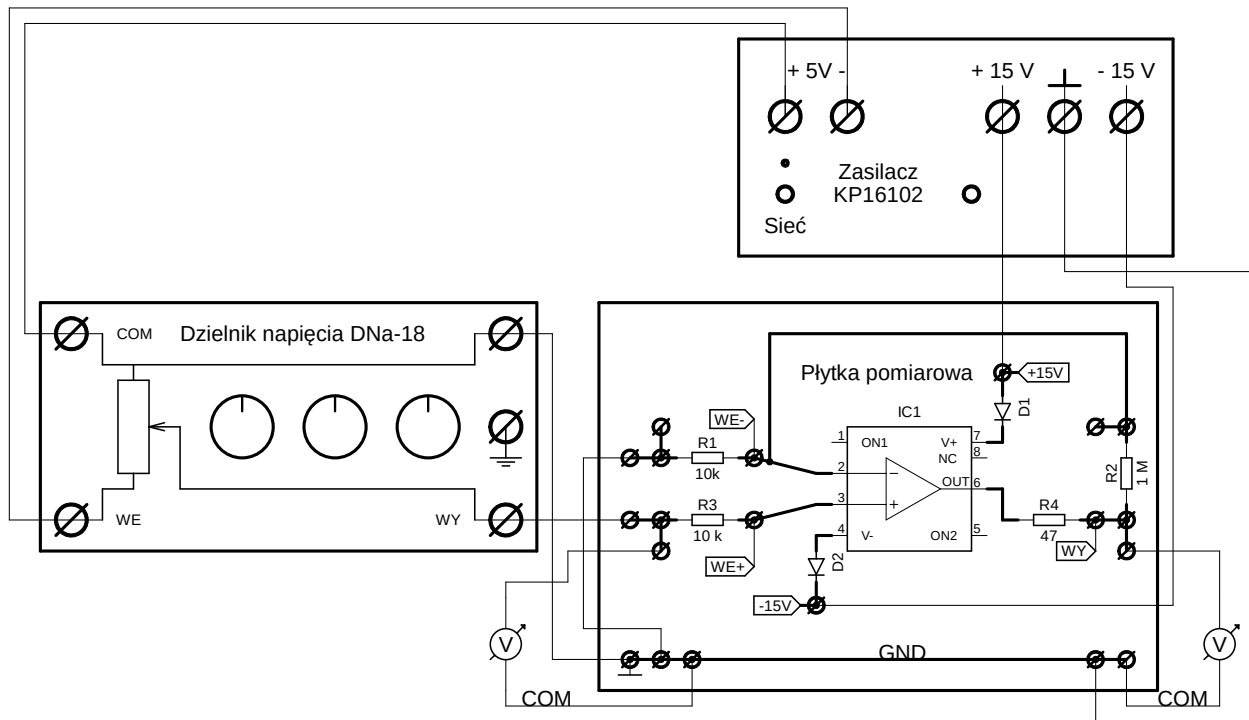 + 5V -
+ 15 V
- 15 V
Zasilacz
KP16102
Sieć
COM
Dzielnik napięcia DNa-18
WE
WY
Płytka pomiarowa
+15V
D1
IC1
WE-
R1
10k
1
ON1
V+
7
NC
8
2
3
OUT
6
4
V-
ON2
5
R3
10 k
WE+
D2
-15V
R2
1 M
R4
47
WY
V
V
GND
COM
COM